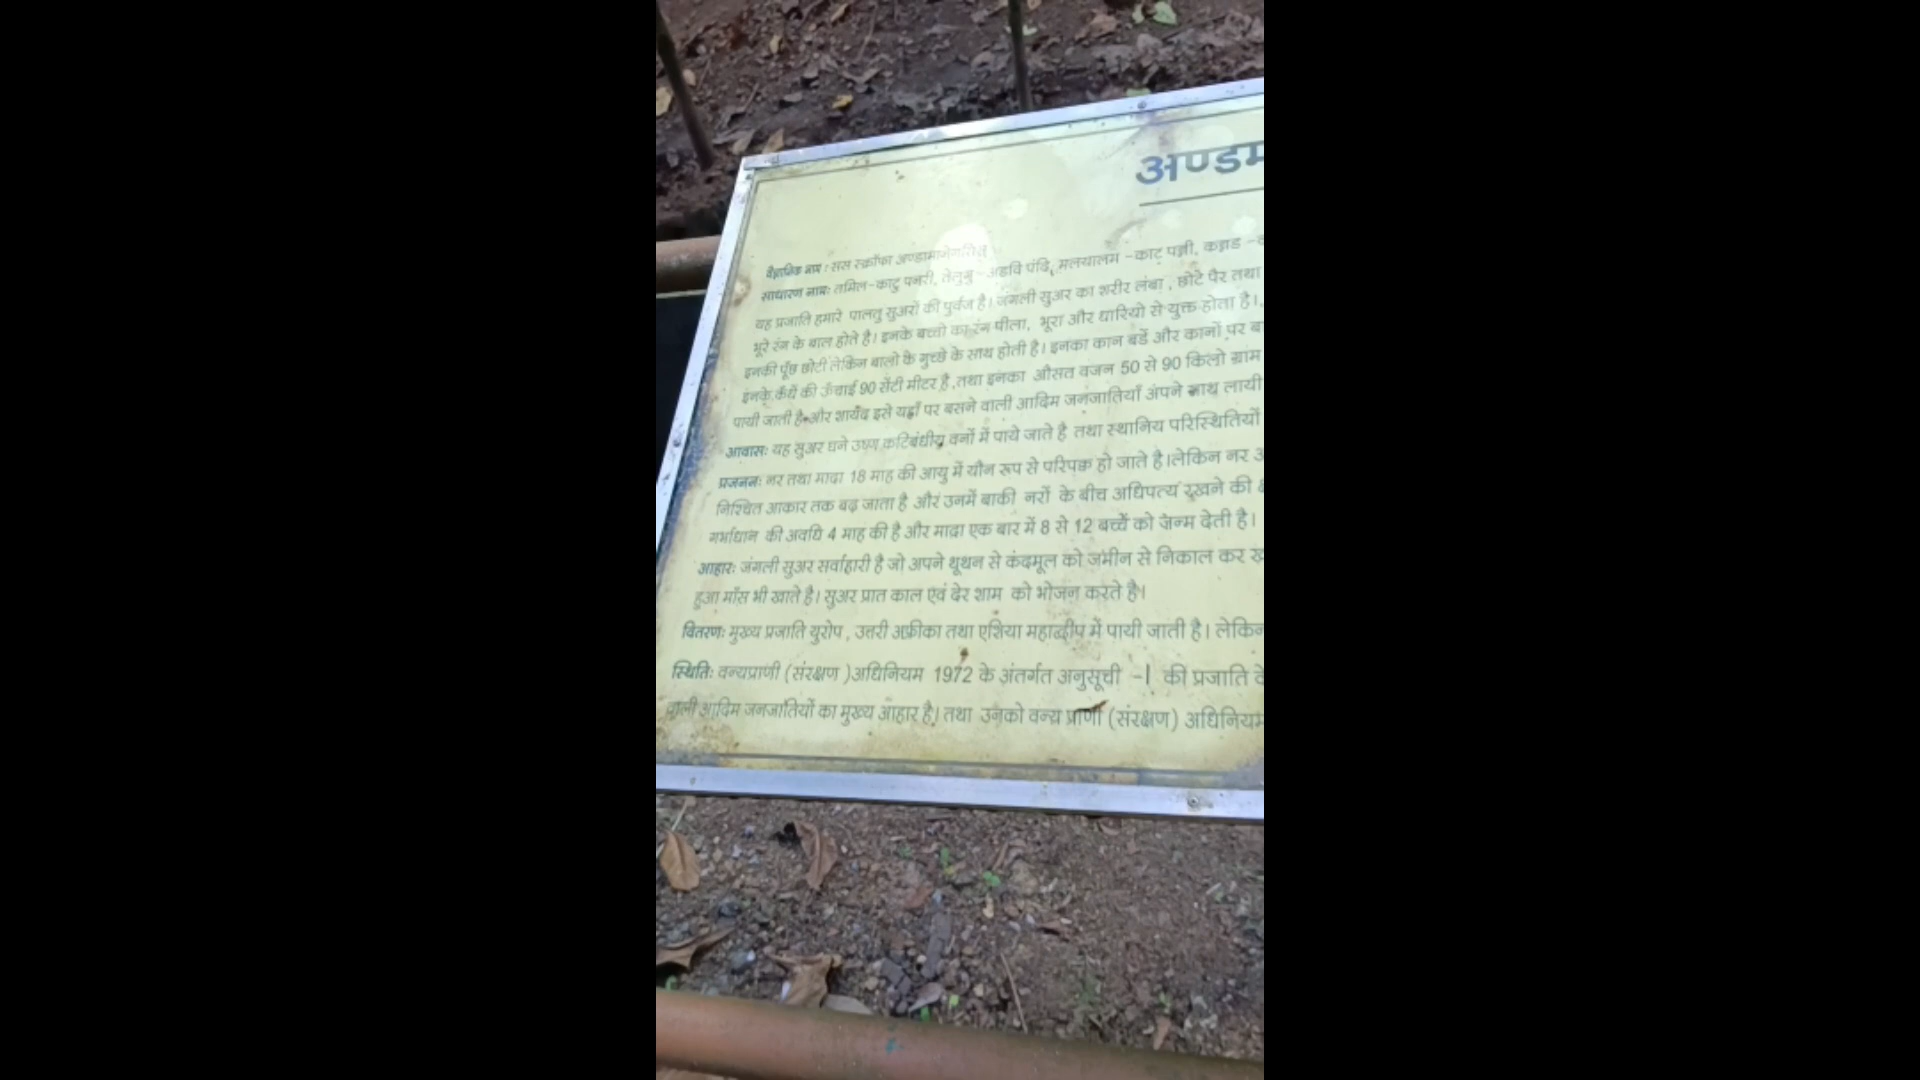 अण्डम
वैज्ञानिक नाम : सस स्क्रोफा अण्डामानेनसिस
साधारण नामः तमिल-काटु पनरी, तेलुगु - अडवि पंदि, मलयालम -काट पन्नी, कन्नड -
यह प्रजाति हमारे पालतु सुअरों की पुर्वज है। जंगली सुअर का शरीर लंबा , छोटे पैर तथा
भूरे रंग के बाल होते है। इनके बच्चो का रंग पीला, भूरा और धारियो से युक्त होता है।
इनकी पूँछ छोटी लेकिन बालो के गुच्छे के साथ होती है। इनका कान बडें और कानों पर
इनके कँधें की ऊँचाई 90 सेंटी मीटर है ,तथा इनका औसत वजन 50 से 90 किलो ग्राम
पायी जाती है और शायद इसे यहाँ पर बसने वाली आदिम जनजातियाँ अपने साथ लायी
आवासः यह सुअर घने उष्ण कटिबंधीय वनों में पाये जाते है तथा स्थानिय परिस्थितियों
प्रजननः नर तथा मादा 18 माह की आयु में यौन रूप से परिपक्व हो जाते है।लेकिन नर
निश्चित आकार तक बढ़ जाता है और उनमें बाकी नरों के बीच अधिपत्य रखने की
गर्भाधान की अवधि 4 माह की है और मादा एक बार में 8 से 12 बच्चें को जन्म देती है।
आहारः जंगली सुअर सर्वाहारी है जो अपने थूथन से कंदमूल को जमीन से निकाल कर
हुआ माँस भी खाते है। सुअर प्रात काल एंव देर शाम को भोजन करते है।
वितरणः मुख्य प्रजाति युरोप , उत्तरी अफ्रीका तथा एशिया महाद्वीप में पायी जाती है। लेकिन
स्थितिः वन्यप्राणी (संरक्षण )अधिनियम 1972 के अंतर्गत अनुसूची -I की प्रजाति
वाली आदिम जनजातियों का मुख्य आहार है। तथा उनको वन्य प्राणी (संरक्षण) अधिनियम